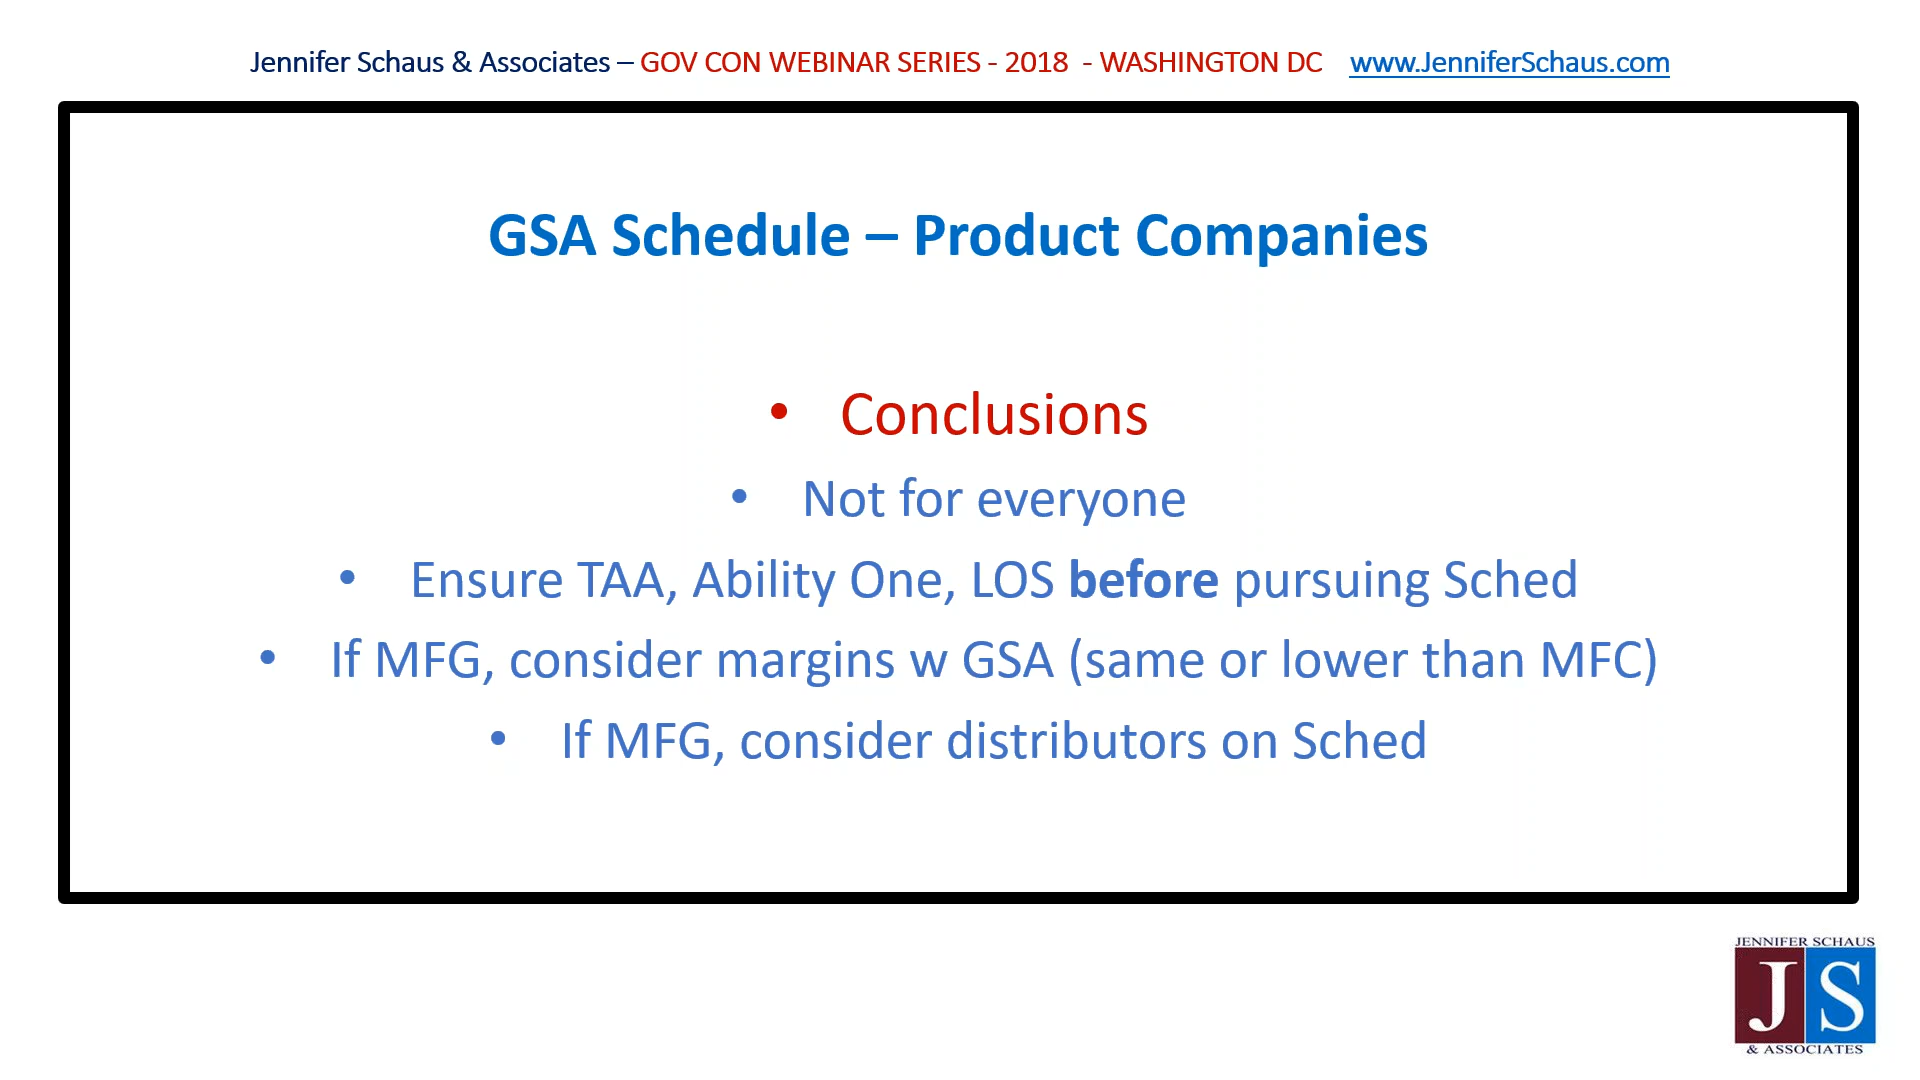 Jennifer Schaus & Associates – GOV CON WEBINAR SERIES - 2018 - WASHINGTON DC www.JenniferSchaus.com
GSA Schedule – Product Companies
• Conclusions
• Not for everyone
• Ensure TAA, Ability One, LOS before pursuing Sched
• If MFG, consider margins w GSA (same or lower than MFC)
• If MFG, consider distributors on Sched
JENNIFER SCHAUS
JS
& ASSOCIATES